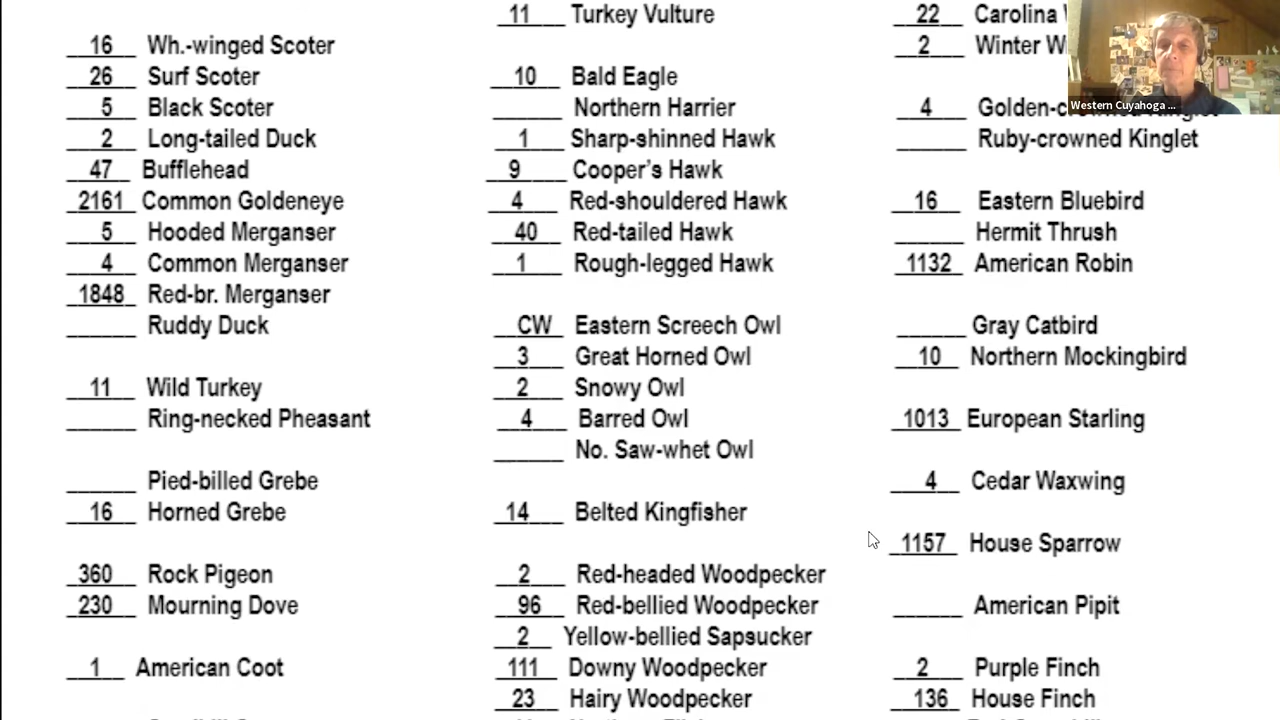 11 Turkey Vulture
22 Carolina
16 Wh.-winged Scoter
2 Winter
26 Surf Scoter
10 Bald Eagle
5 Black Scoter
Northern Harrier
4
Western Cuyahoga ...
2 Long-tailed Duck
1 Sharp-shinned Hawk
Ruby-crowned Kinglet
47 Bufflehead
9 Cooper's Hawk
2161 Common Goldeneye
4 Red-shouldered Hawk
16 Eastern Bluebird
5 Hooded Merganser
40 Red-tailed Hawk
Hermit Thrush
4 Common Merganser
1 Rough-legged Hawk
1132 American Robin
1848 Red-br. Merganser
Ruddy Duck
CW Eastern Screech Owl
Gray Catbird
3 Great Horned Owl
10 Northern Mockingbird
11 Wild Turkey
2 Snowy Owl
Ring-necked Pheasant
4 Barred Owl
1013 European Starling
No. Saw-whet Owl
Pied-billed Grebe
4 Cedar Waxwing
16 Horned Grebe
14 Belted Kingfisher
1157 House Sparrow
360 Rock Pigeon
2 Red-headed Woodpecker
230 Mourning Dove
96 Red-bellied Woodpecker
American Pipit
2 Yellow-bellied Sapsucker
1 American Coot
111 Downy Woodpecker
2 Purple Finch
23 Hairy Woodpecker
136 House Finch